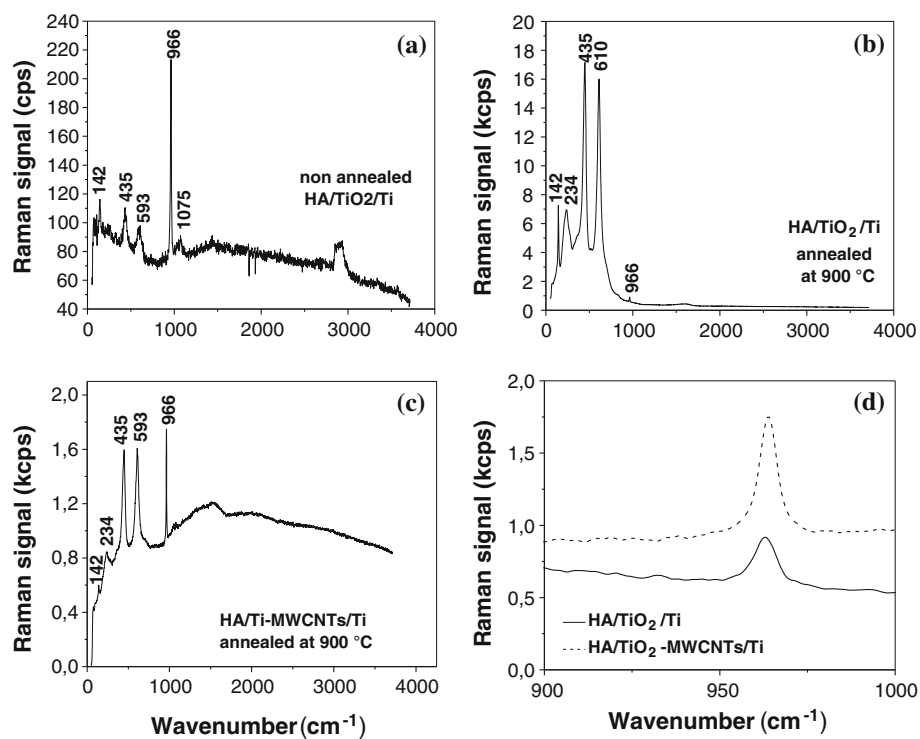 (a)
240
220
200
180
160
140
120
100
80
60
40
Raman signal (cps)
966
142
435
593
1075
non annealed
HA/TiO2/Ti
0 1000 2000 3000 4000
(b)
20
18
16
14
12
10
8
6
4
2
0
Raman signal (kcps)
435
610
142
234
966
HA/TiO2/Ti
annealed
at 900 °C
0 1000 2000 3000 4000
(c)
2,0
1,6
1,2
0,8
0,4
0,0
Raman signal (kcps)
142
234
435
593
966
HA/Ti-MWCNTs/Ti
annealed at 900 °C
0 1000 2000 3000 4000
Wavenumber (cm-1)
(d)
2,0
1,5
1,0
0,5
0,0
Raman signal (kcps)
HA/TiO2 /Ti
HA/TiO2 -MWCNTs/Ti
900 950 1000
Wavenumber (cm-1)